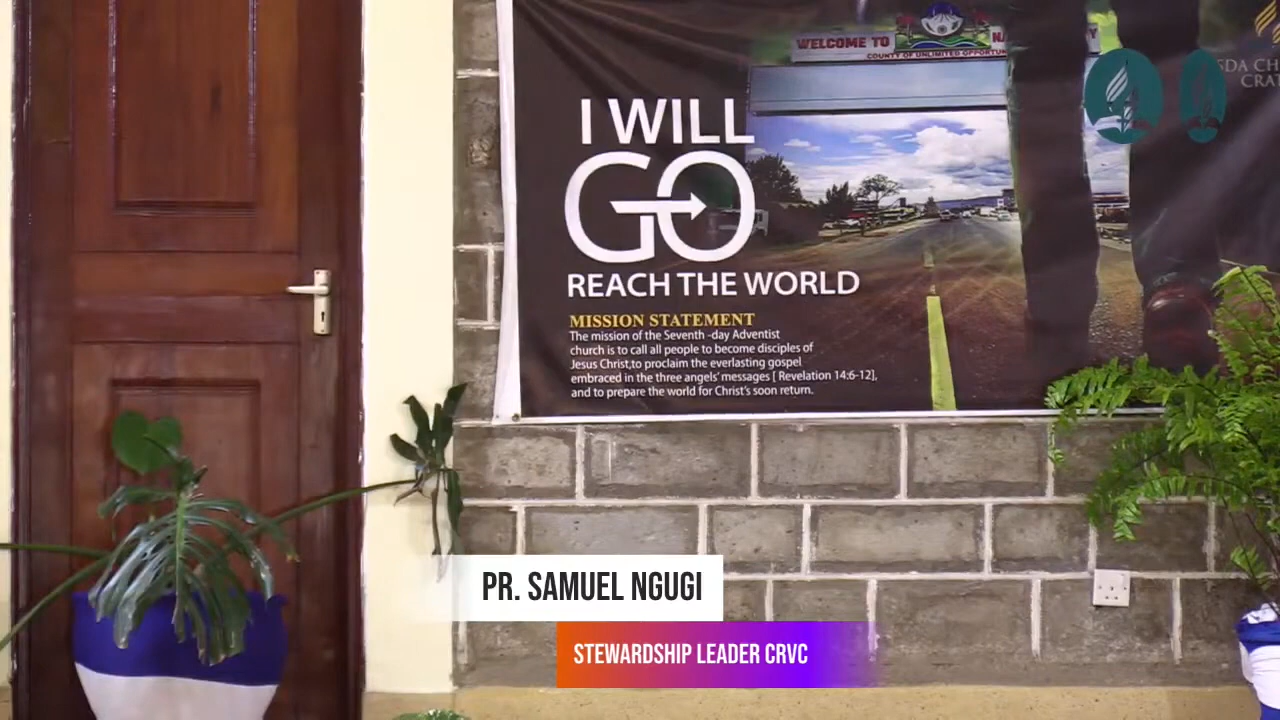 WELCOME TO
COUNTY OF UNLIMITED
SDA
I WILL
GO
REACH THE WORLD
MISSION STATEMENT
The mission of the Seventh -day Adventist
church is to call all people to become disciples of
Jesus Christ,to proclaim the everlasting gospel
embraced in the three angels' messages [ Revelation 14:6-12],
and to prepare the world for Christ's soon return.
PR. SAMUEL NGUGI
STEWARDSHIP LEADER CRVC